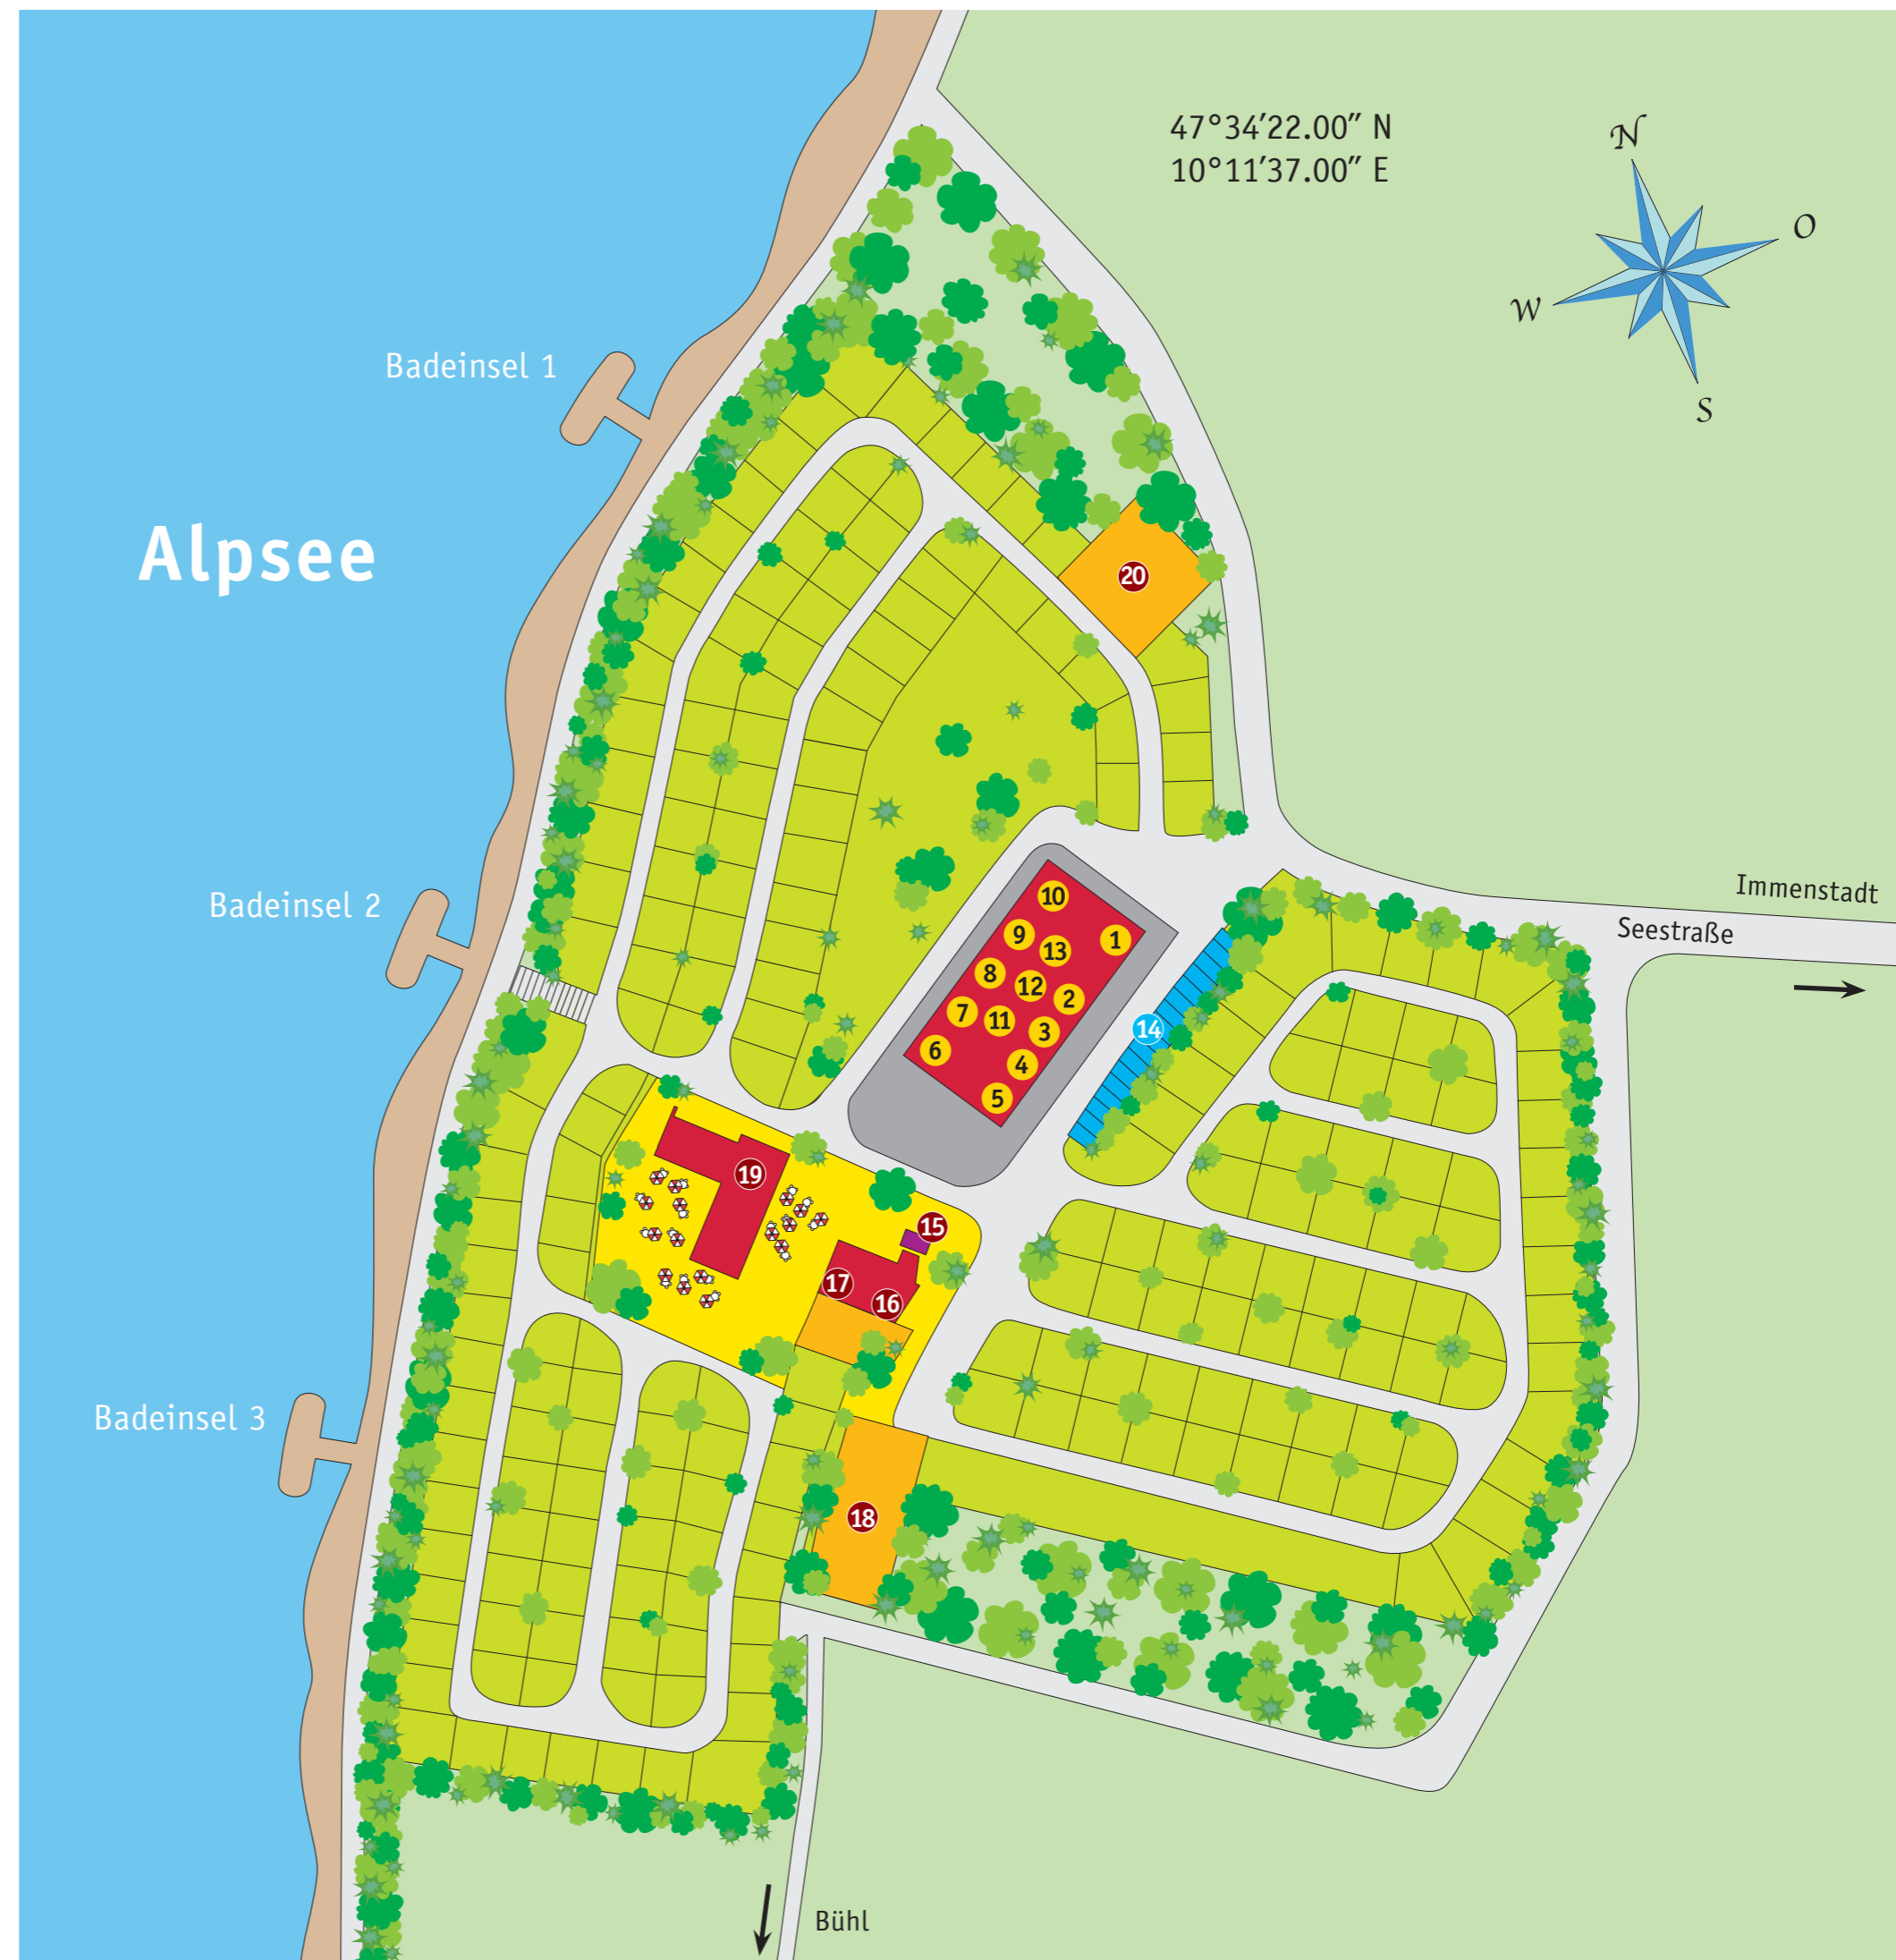 47°34′22.00″ N
10°11′37.00″ E
N
O
W
S
Badeinsel 1
Alpsee
20
Immenstadt
Seestraße
Badeinsel 2
10
9
13
1
8
12
2
7
11
3
14
6
4
5
19
15
17
16
Badeinsel 3
18
Bühl